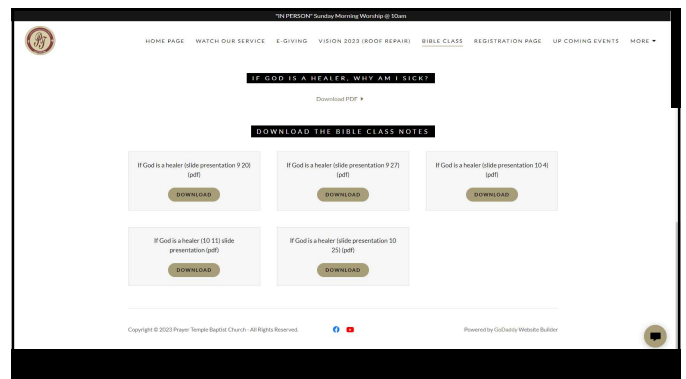 "IN PERSON" Sunday Morning Worship @ 10am
PT
HOME PAGE WATCH OUR SERVICE E-GIVING VISION 2023 (ROOF REPAIR) BIBLE CLASS REGISTRATION PAGE UP COMING EVENTS MORE
IF GOD IS A HEALER, WHY AM I SICK?
Download PDF
DOWNLOAD THE BIBLE CLASS NOTES
If God is a healer (slide presentation 9 20)
(pdf)
DOWNLOAD
If God is a healer (slide presentation 9 27)
(pdf)
DOWNLOAD
If God is a healer (slide presentation 10 4)
(pdf)
DOWNLOAD
If God is a healer (10 11) slide
presentation (pdf)
DOWNLOAD
If God is a healer (slide presentation 10
25) (pdf)
DOWNLOAD
Copyright © 2023 Prayer Temple Baptist Church - All Rights Reserved.
Powered by GoDaddy Website Builder